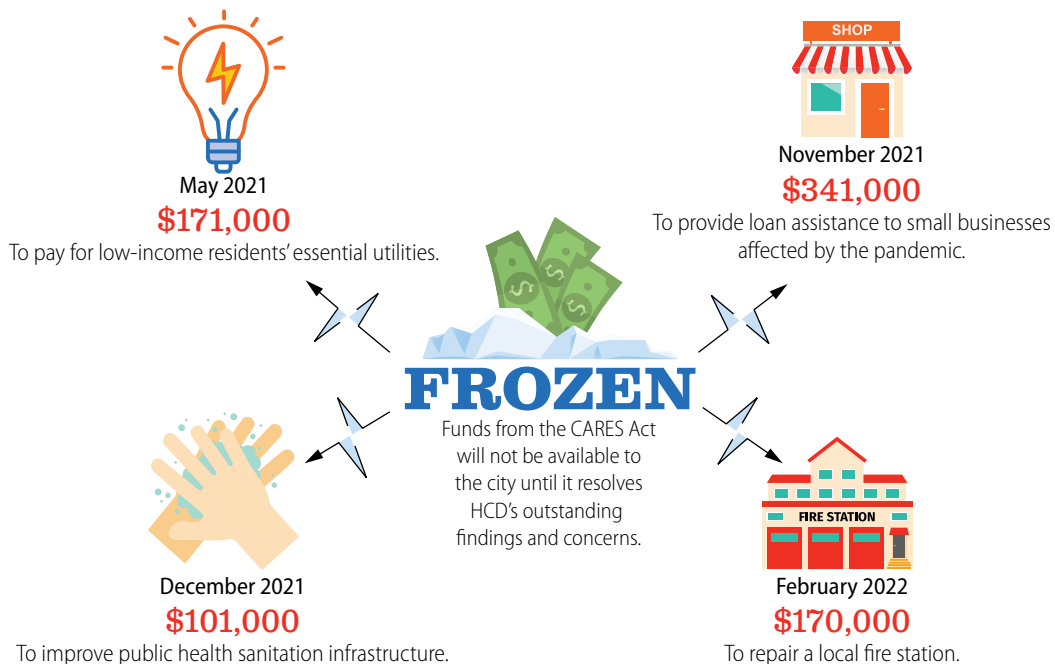 May 2021
$171,000
To pay for low-income residents’ essential utilities.
SHOP
November 2021
$341,000
To provide loan assistance to small businesses
affected by the pandemic.
FROZEN
Funds from the CARES Act
will not be available to
the city until it resolves
HCD’s outstanding
findings and concerns.
December 2021
$101,000
To improve public health sanitation infrastructure.
FIRE STATION
February 2022
$170,000
To repair a local fire station.